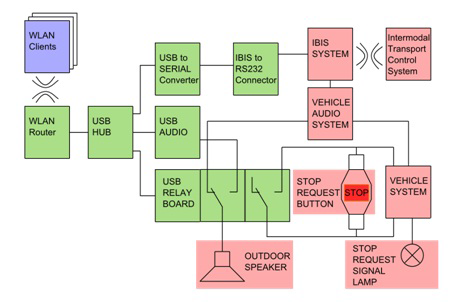 WLAN
Clients
WLAN
Router
USB
HUB
USB to
SERIAL
Converter
IBIS to
RS232
Connector
IBIS
SYSTEM
Intermodal
Transport
Control
System
USB
AUDIO
VEHICLE
AUDIO
SYSTEM
USB
RELAY
BOARD
STOP
REQUEST
BUTTON
STOP
VEHICLE
SYSTEM
OUTDOOR
SPEAKER
STOP
REQUEST
SIGNAL
LAMP